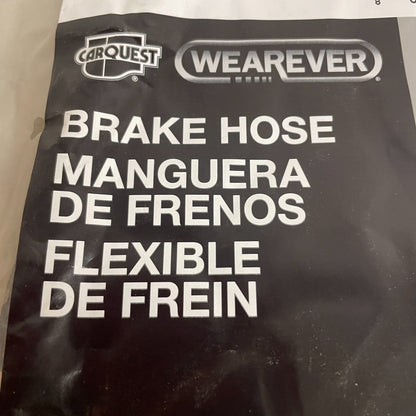 CARQUEST WEAREVER
BRAKE HOSE
MANGUERA
DE FRENOS
FLEXIBLE
DE FREIN